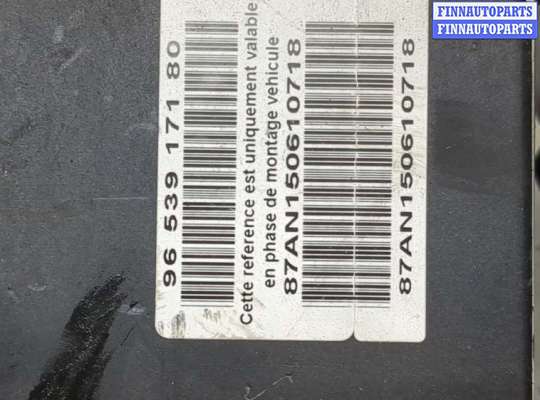 FINNAUTOPARTS
FINNAUTOPARTS
96 539 171 80
Cette reference est uniquement valable
en phase de montage vehicule
87AN150610718
87AN150610718